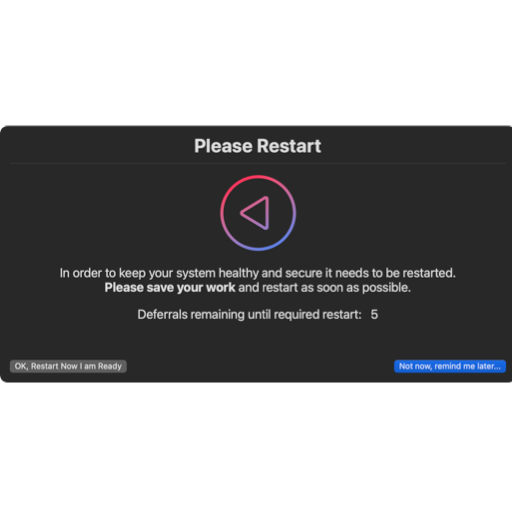 Please Restart
In order to keep your system healthy and secure it needs to be restarted.
Please save your work and restart as soon as possible.
Deferrals remaining until required restart: 5
OK, Restart Now I am Ready
Not now, remind me later...